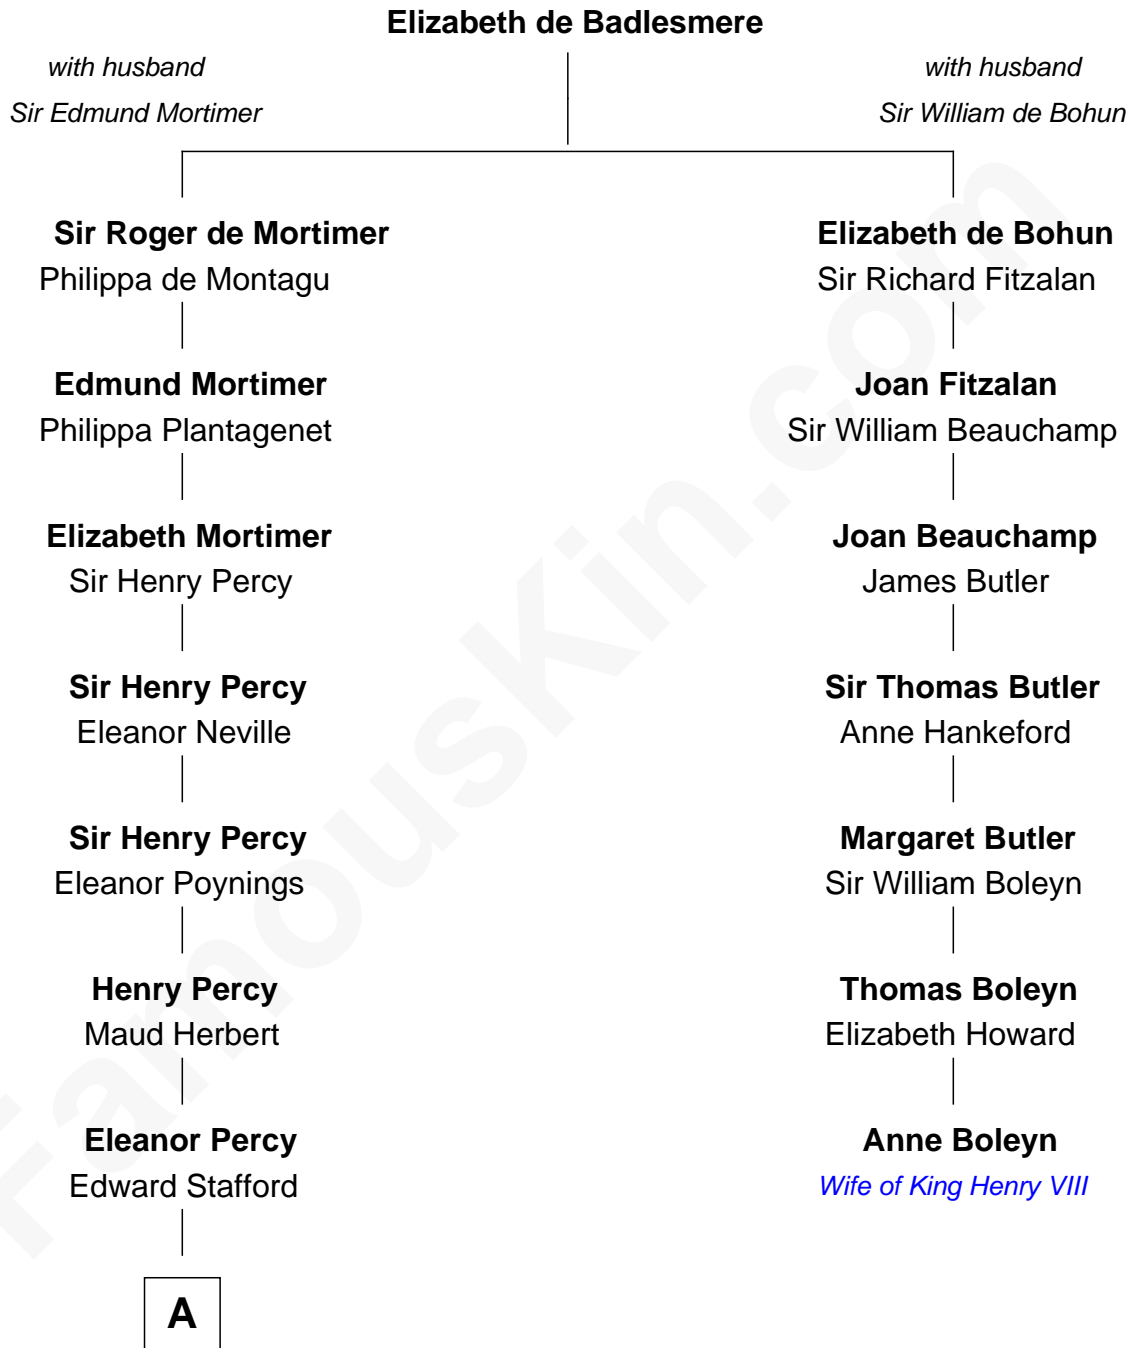 Elizabeth de Badlesmere
with husband
Sir Edmund Mortimer
with husband
Sir William de Bohun
Sir Roger de Mortimer
Philippa de Montagu
Elizabeth de Bohun
Sir Richard Fitzalan
Edmund Mortimer
Philippa Plantagenet
Joan Fitzalan
Sir William Beauchamp
Elizabeth Mortimer
Sir Henry Percy
Joan Beauchamp
James Butler
Sir Henry Percy
Eleanor Neville
Sir Thomas Butler
Anne Hankeford
Sir Henry Percy
Eleanor Poynings
Margaret Butler
Sir William Boleyn
Henry Percy
Maud Herbert
Thomas Boleyn
Elizabeth Howard
Eleanor Percy
Edward Stafford
Anne Boleyn
Wife of King Henry VIII
A
FamousKin.com